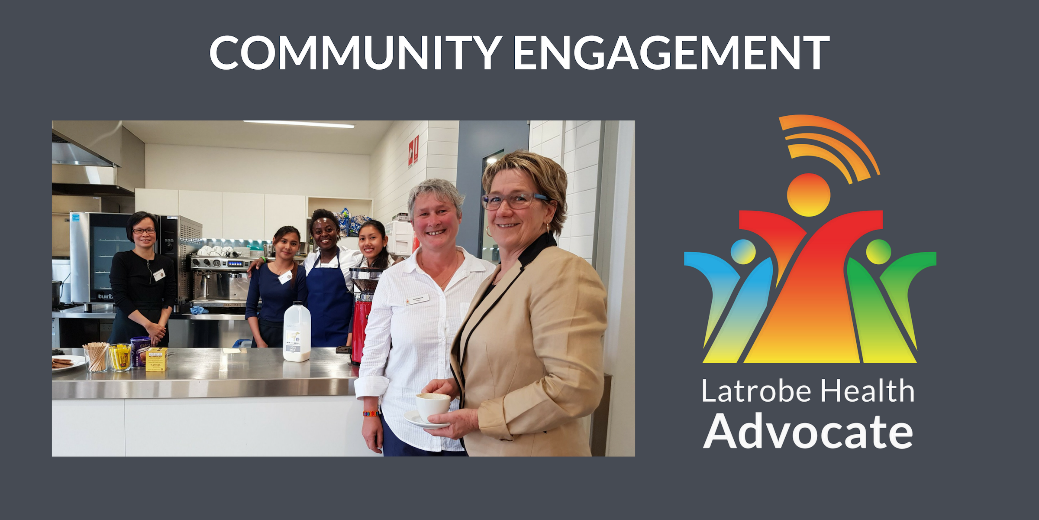 COMMUNITY ENGAGEMENT
Latrobe Health
Advocate